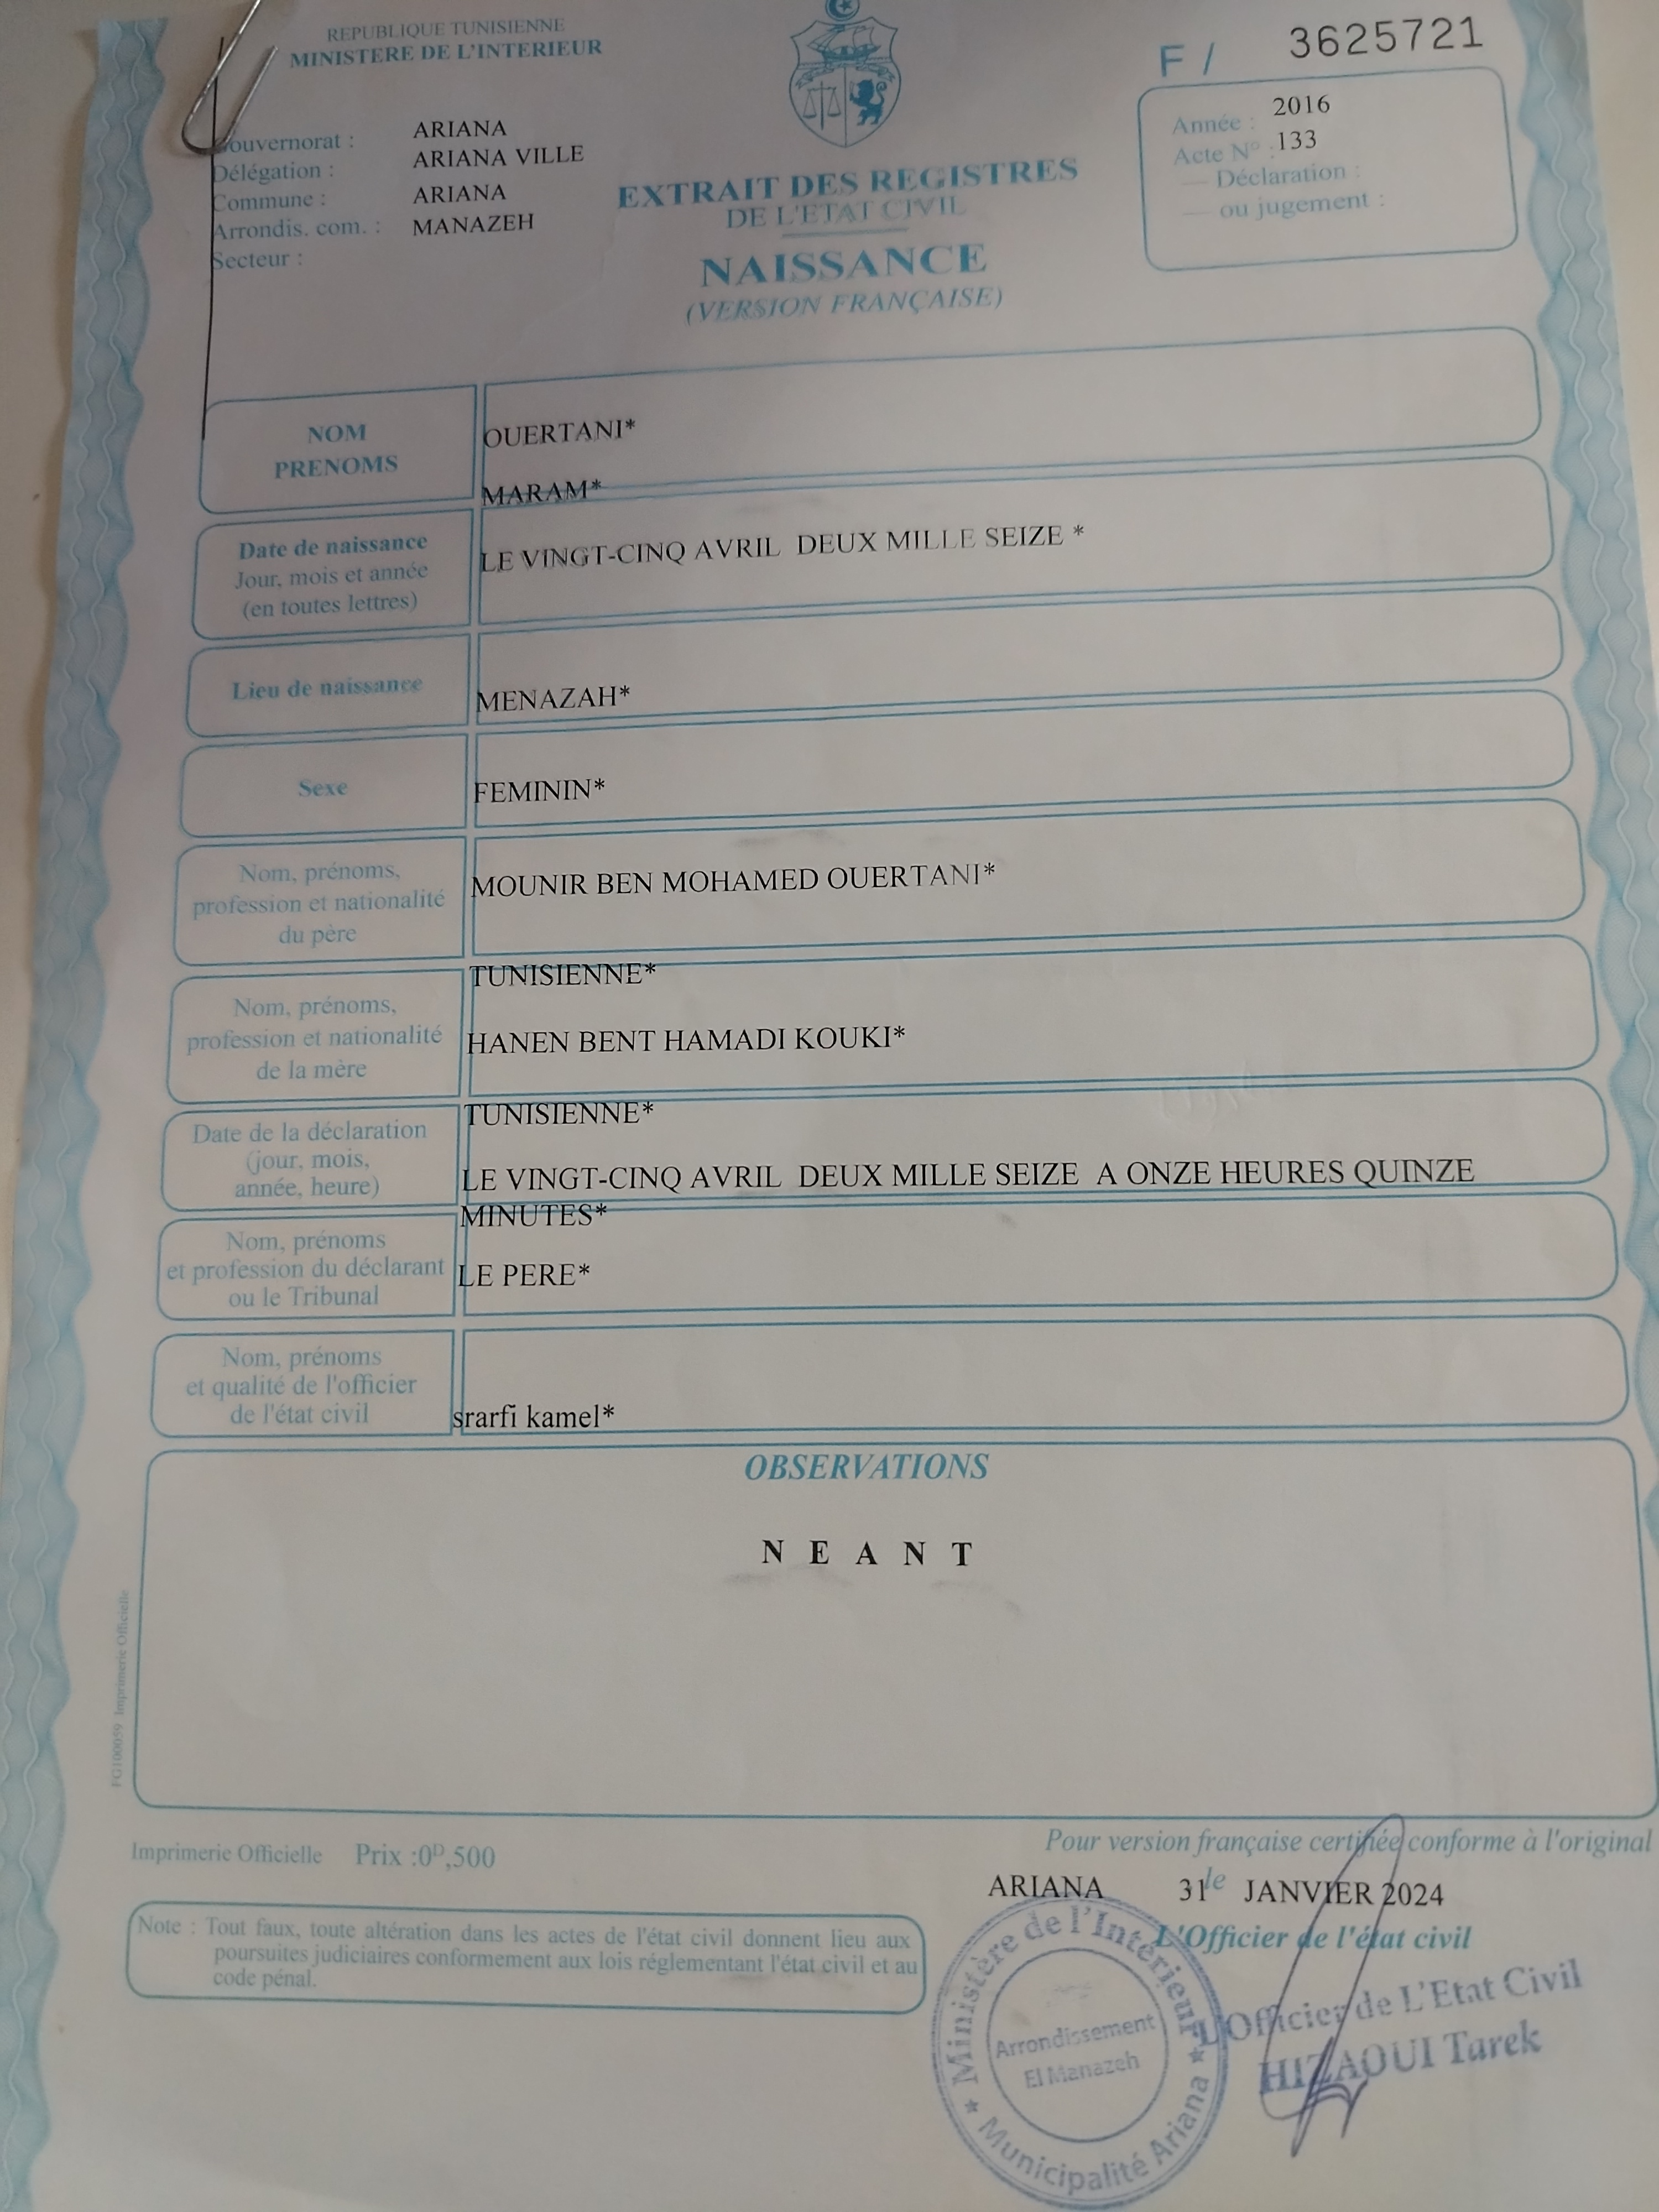 REPUBLIQUE TUNISIENNE
MINISTERE DE L'INTERIEUR
F / 3625721
Gouvernorat : ARIANA
Délégation : ARIANA VILLE
Commune : ARIANA
Arrondis. com. : MANAZEH
Secteur :
EXTRAIT DES REGISTRES
DE L'ETAT CIVIL
NAISSANCE
(VERSION FRANÇAISE)
Année : 2016
Acte N° : 133
— Déclaration :
— ou jugement :
NOM
PRENOMS
OUERTANI*
MARAM*
Date de naissance
Jour, mois et année
(en toutes lettres)
LE VINGT-CINQ AVRIL DEUX MILLE SEIZE *
Lieu de naissance
MENAZAH*
Sexe
FEMININ*
Nom, prénoms,
profession et nationalité
du père
MOUNIR BEN MOHAMED OUERTANI*
TUNISIENNE*
Nom, prénoms,
profession et nationalité
de la mère
HANEN BENT HAMADI KOUKI*
TUNISIENNE*
Date de la déclaration
(jour, mois,
année, heure)
LE VINGT-CINQ AVRIL DEUX MILLE SEIZE A ONZE HEURES QUINZE
MINUTES*
Nom, prénoms
et profession du déclarant
ou le Tribunal
LE PERE*
Nom, prénoms
et qualité de l'officier
de l'état civil
srarfi kamel*
OBSERVATIONS
N E A N T
FG100059 Imprimerie Officielle
Imprimerie Officielle Prix :0D,500
Pour version française certifiée conforme à l'original
ARIANA 31 le JANVIER 2024
L'Officier de l'état civil
Note : Tout faux, toute altération dans les actes de l'état civil donnent lieu aux
poursuites judiciaires conformement aux lois réglementant l'état civil et au
code pénal.
Ministère de l'Intérieur
Arrondissement
El Manazeh
Municipalité Ariana
L'Officier de L'Etat Civil
HIZAOUI Tarek